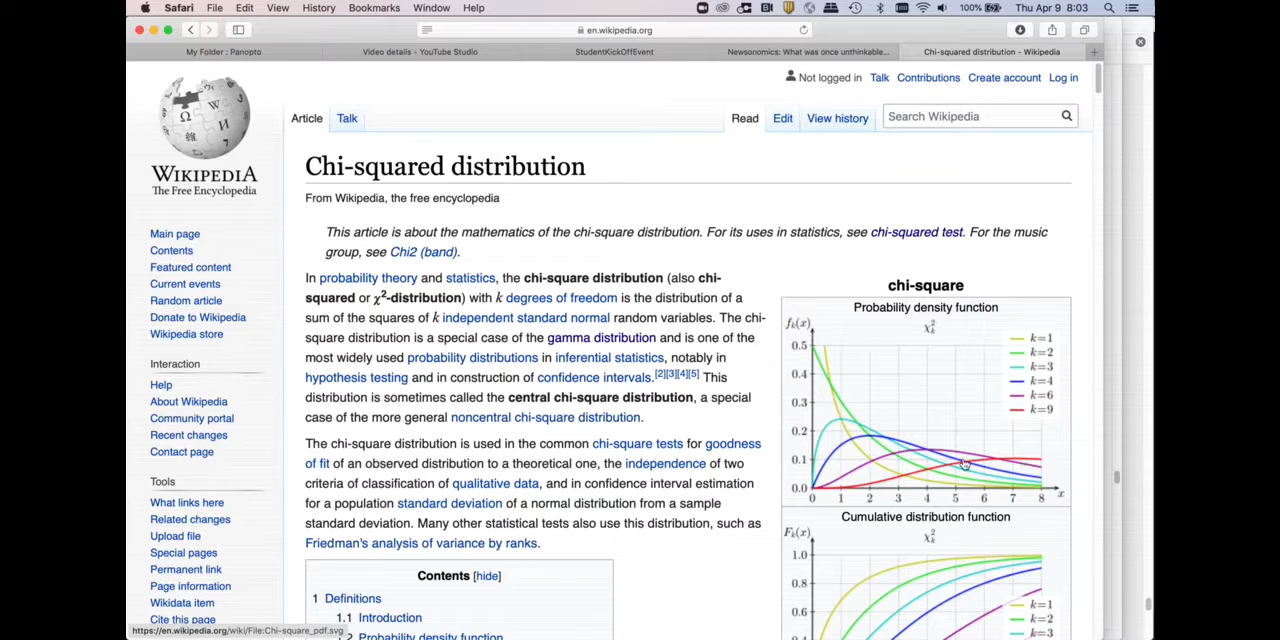 Safari File Edit View History Bookmarks Window Help
100% Thu Apr 9 8:03
en.wikipedia.org
My Folder : Panopto
Video details - YouTube Studio
StudentKickOffEvent
Newsonomics: What was once unthinkable...
Chi-squared distribution - Wikipedia
Not logged in Talk Contributions Create account Log in
Article Talk
Read Edit View history
Search Wikipedia
WIKIPEDIA
The Free Encyclopedia
Main page
Contents
Featured content
Current events
Random article
Donate to Wikipedia
Wikipedia store
Interaction
Help
About Wikipedia
Community portal
Recent changes
Contact page
Tools
What links here
Related changes
Upload file
Special pages
Permanent link
Page information
Wikidata item
Cite this page
https://en.wikipedia.org/wiki/File:Chi-square_pdf.svg
Chi-squared distribution
From Wikipedia, the free encyclopedia
This article is about the mathematics of the chi-square distribution. For its uses in statistics, see chi-squared test. For the music
group, see Chi2 (band).
In probability theory and statistics, the chi-square distribution (also chi-
squared or χ²-distribution) with k degrees of freedom is the distribution of a
sum of the squares of k independent standard normal random variables. The chi-
square distribution is a special case of the gamma distribution and is one of the
most widely used probability distributions in inferential statistics, notably in
hypothesis testing and in construction of confidence intervals.[2][3][4][5] This
distribution is sometimes called the central chi-square distribution, a special
case of the more general noncentral chi-square distribution.
The chi-square distribution is used in the common chi-square tests for goodness
of fit of an observed distribution to a theoretical one, the independence of two
criteria of classification of qualitative data, and in confidence interval estimation
for a population standard deviation of a normal distribution from a sample
standard deviation. Many other statistical tests also use this distribution, such as
Friedman's analysis of variance by ranks.
Contents [hide]
1 Definitions
1.1 Introduction
1.2 Probability density function
chi-square
Probability density function
fₖ(x)
χ²ₖ
0.5
0.4
0.3
0.2
0.1
0.0
0 1 2 3 4 5 6 7 8 x
k=1
k=2
k=3
k=4
k=6
k=9
Cumulative distribution function
Fₖ(x)
χ²ₖ
1.0
0.8
0.6
0.4
k=1
k=2
k=3